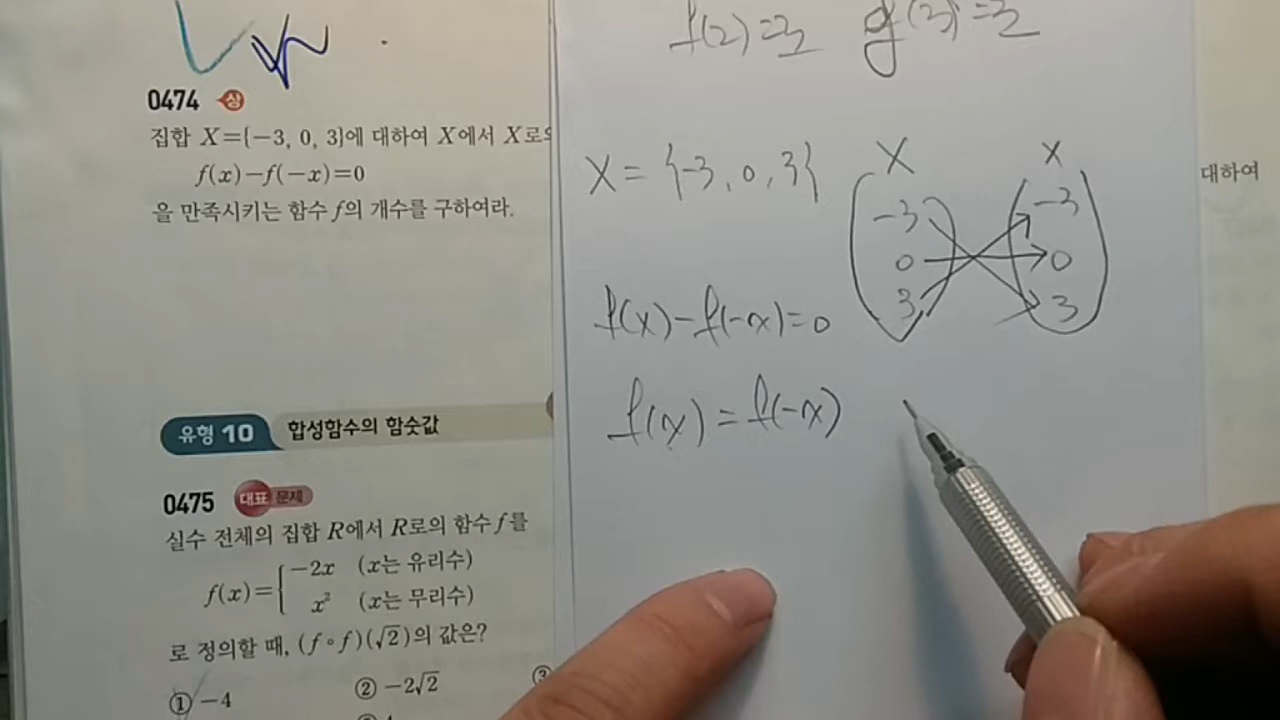 0474 상
집합 X={-3, 0, 3}에 대하여 X에서 X로의
f(x)-f(-x)=0
을 만족시키는 함수 f의 개수를 구하여라.
유형 10 합성함수의 함숫값
0475 대표 문제
실수 전체의 집합 R에서 R로의 함수 f를
f(x)={ -2x (x는 유리수)
x² (x는 무리수)
로 정의할 때, (f∘f)(√2)의 값은?
① -4
② -2√2
③
f(2)=3 g(3)=2
X={-3, 0, 3}
f(x)-f(-x)=0
f(x)=f(-x)
X X
-3 -3
0 0
3 3
대하여